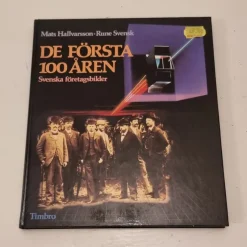 Mats Hallvarsson-Rune Svensk
DE FÖRSTA
100 ÅREN
Svenska företagsbilder
Timbro